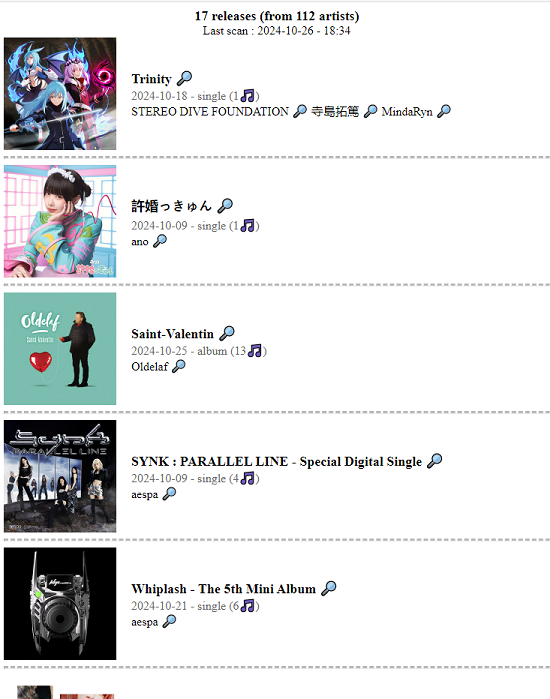 17 releases (from 112 artists)
Last scan : 2024-10-26 - 18:34
Trinity
2024-10-18 - single (1🎵)
STEREO DIVE FOUNDATION 寺島拓篤 MindaRyn
許婚っきゅん
2024-10-09 - single (1🎵)
ano
Oldelaf
Saint-Valentin
Saint-Valentin
2024-10-25 - album (13🎵)
Oldelaf
SYNK
PARALLEL LINE
aespa
SYNK : PARALLEL LINE - Special Digital Single
2024-10-09 - single (4🎵)
aespa
Whiplash - The 5th Mini Album
2024-10-21 - single (6🎵)
aespa